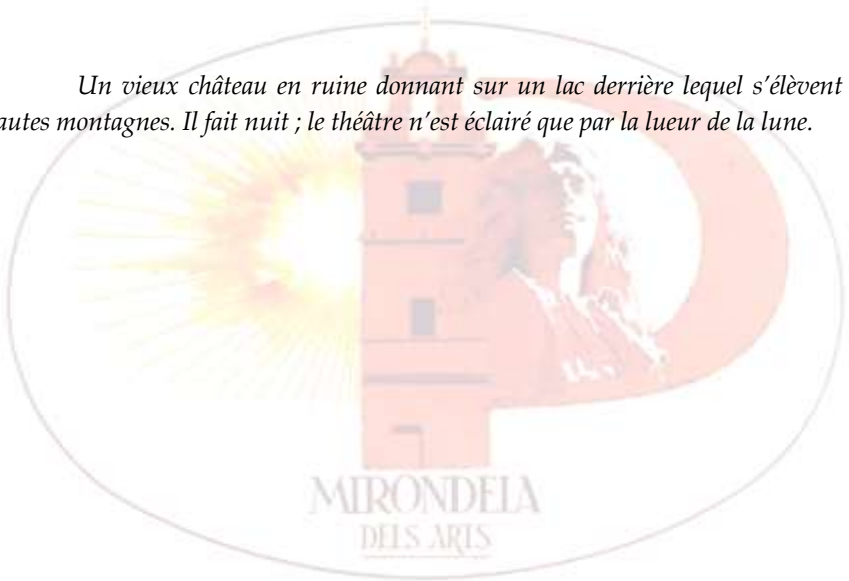 Un vieux château en ruine donnant sur un lac derrière lequel s'élèvent
autes montagnes. Il fait nuit ; le théâtre n'est éclairé que par la lueur de la lune.
MIRONDELA
DELS ARTS